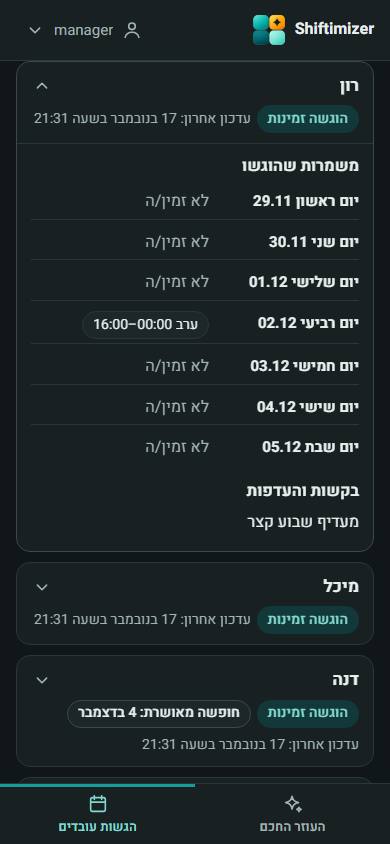 Shiftimizer
manager
רון
הוגשה זמינות עדכון אחרון: 17 בנובמבר בשעה 21:31
משמרות שהוגשו
יום ראשון 29.11 לא זמין/ה
יום שני 30.11 לא זמין/ה
יום שלישי 01.12 לא זמין/ה
יום רביעי 02.12 ערב 00:00–16:00
יום חמישי 03.12 לא זמין/ה
יום שישי 04.12 לא זמין/ה
יום שבת 05.12 לא זמין/ה
בקשות והעדפות
מעדיף שבוע קצר
מיכל
הוגשה זמינות עדכון אחרון: 17 בנובמבר בשעה 21:31
דנה
הוגשה זמינות חופשה מאושרת: 4 בדצמבר
עדכון אחרון: 17 בנובמבר בשעה 21:31
העוזר החכם
הגשות עובדים